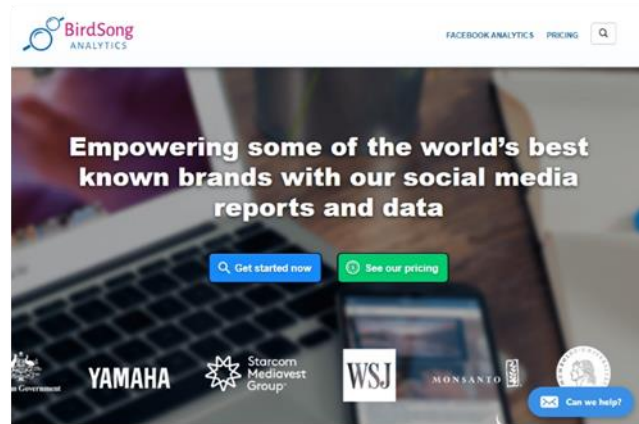 BirdSong
ANALYTICS
FACEBOOK ANALYTICS PRICING
Empowering some of the world's best
known brands with our social media
reports and data
Get started now
See our pricing
Government
YAMAHA
Starcom
Mediavest
Group
WSJ
MONSANTO
Can we help?